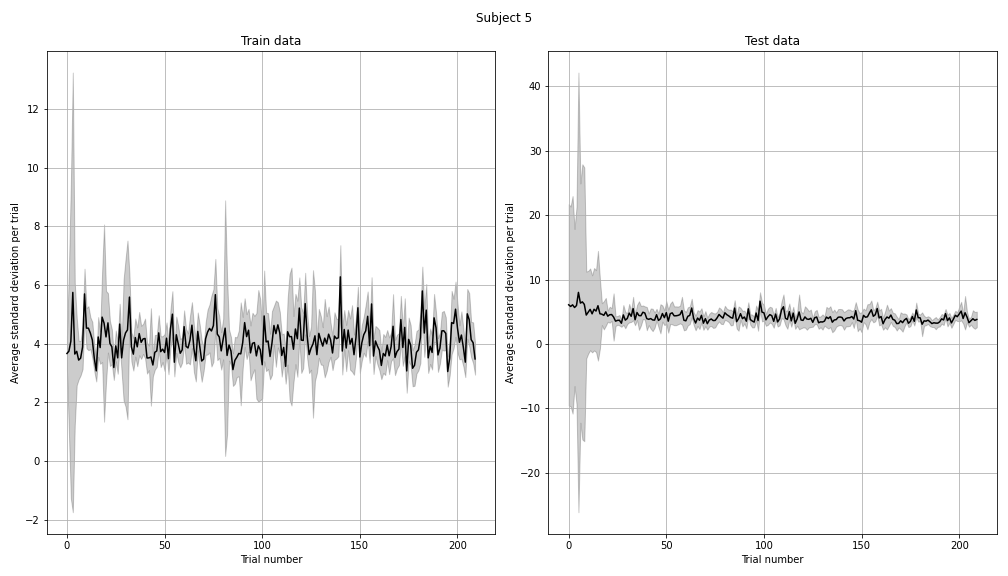 Subject 5
Train data
Average standard deviation per trial
12
10
8
6
4
2
0
−2
0 50 100 150 200
Trial number
Test data
Average standard deviation per trial
40
30
20
10
0
−10
−20
0 50 100 150 200
Trial number